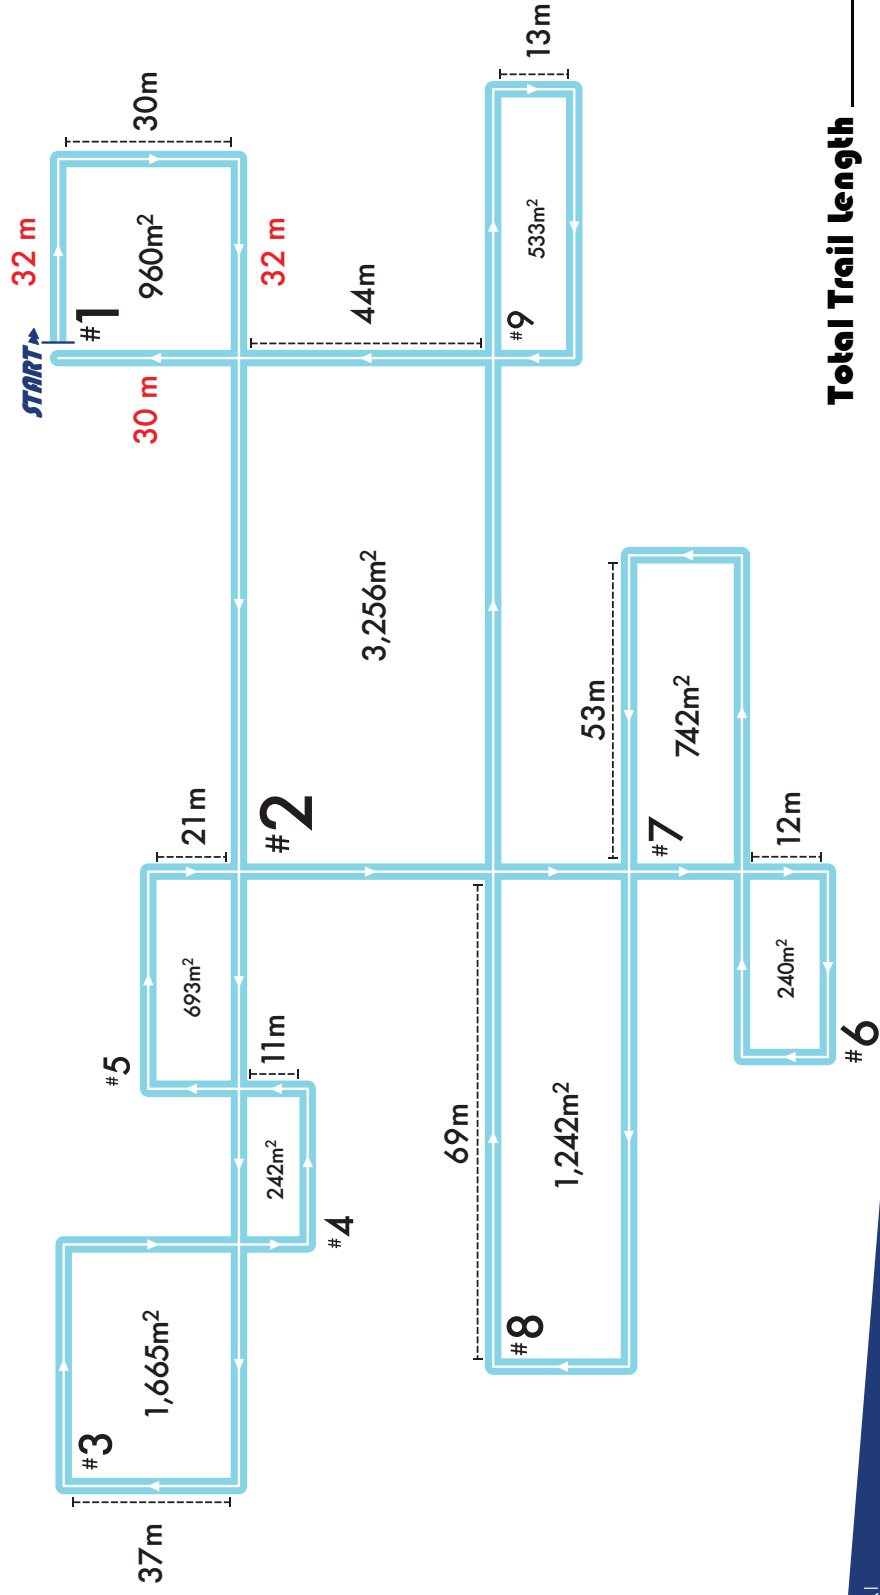 START
32 m
30m
#1
960m²
30 m
32 m
44m
13m
#9
533m²
3,256m²
#2
21m
#5
693m²
11m
242m²
#4
1,665m²
#3
37m
69m
1,242m²
#8
53m
742m²
#7
12m
240m²
#6
Total Trail Length